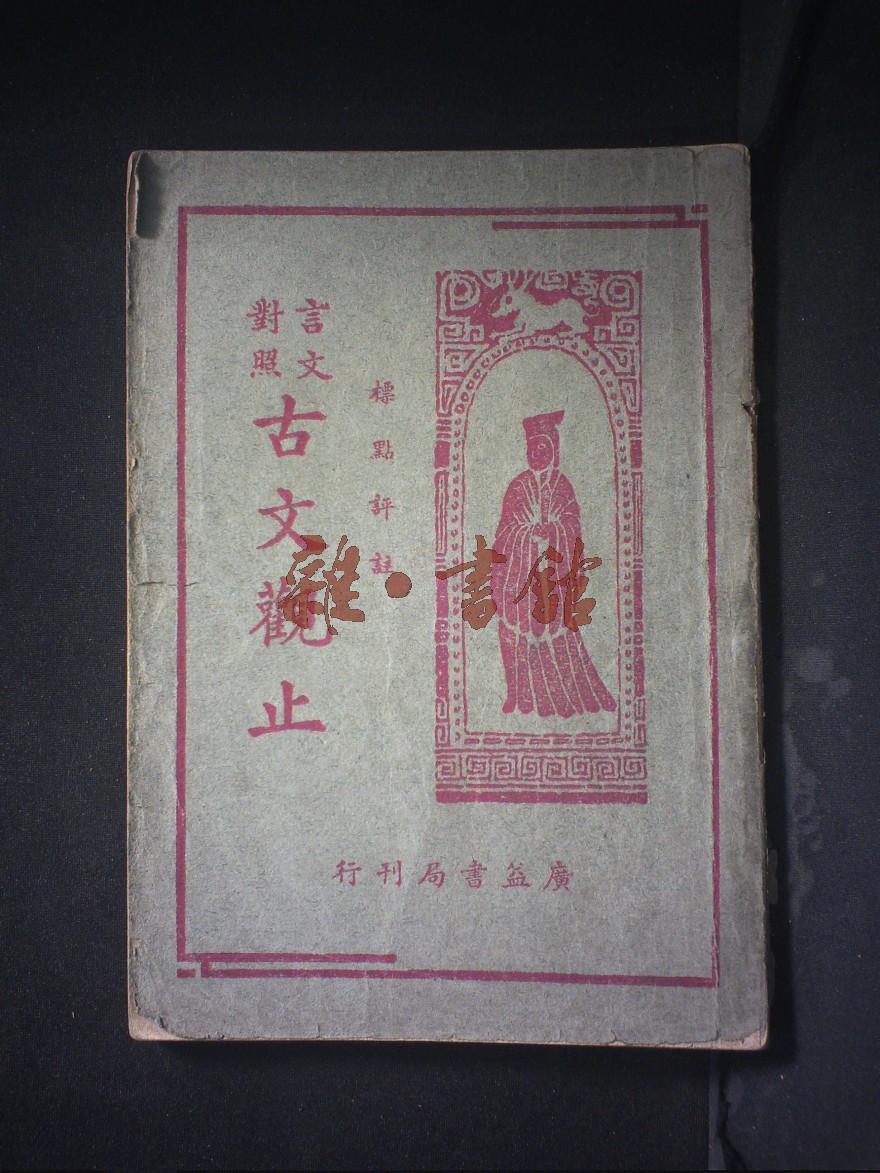 言文
對照
古文觀止
標點評註
廣益書局刊行
雜·書館